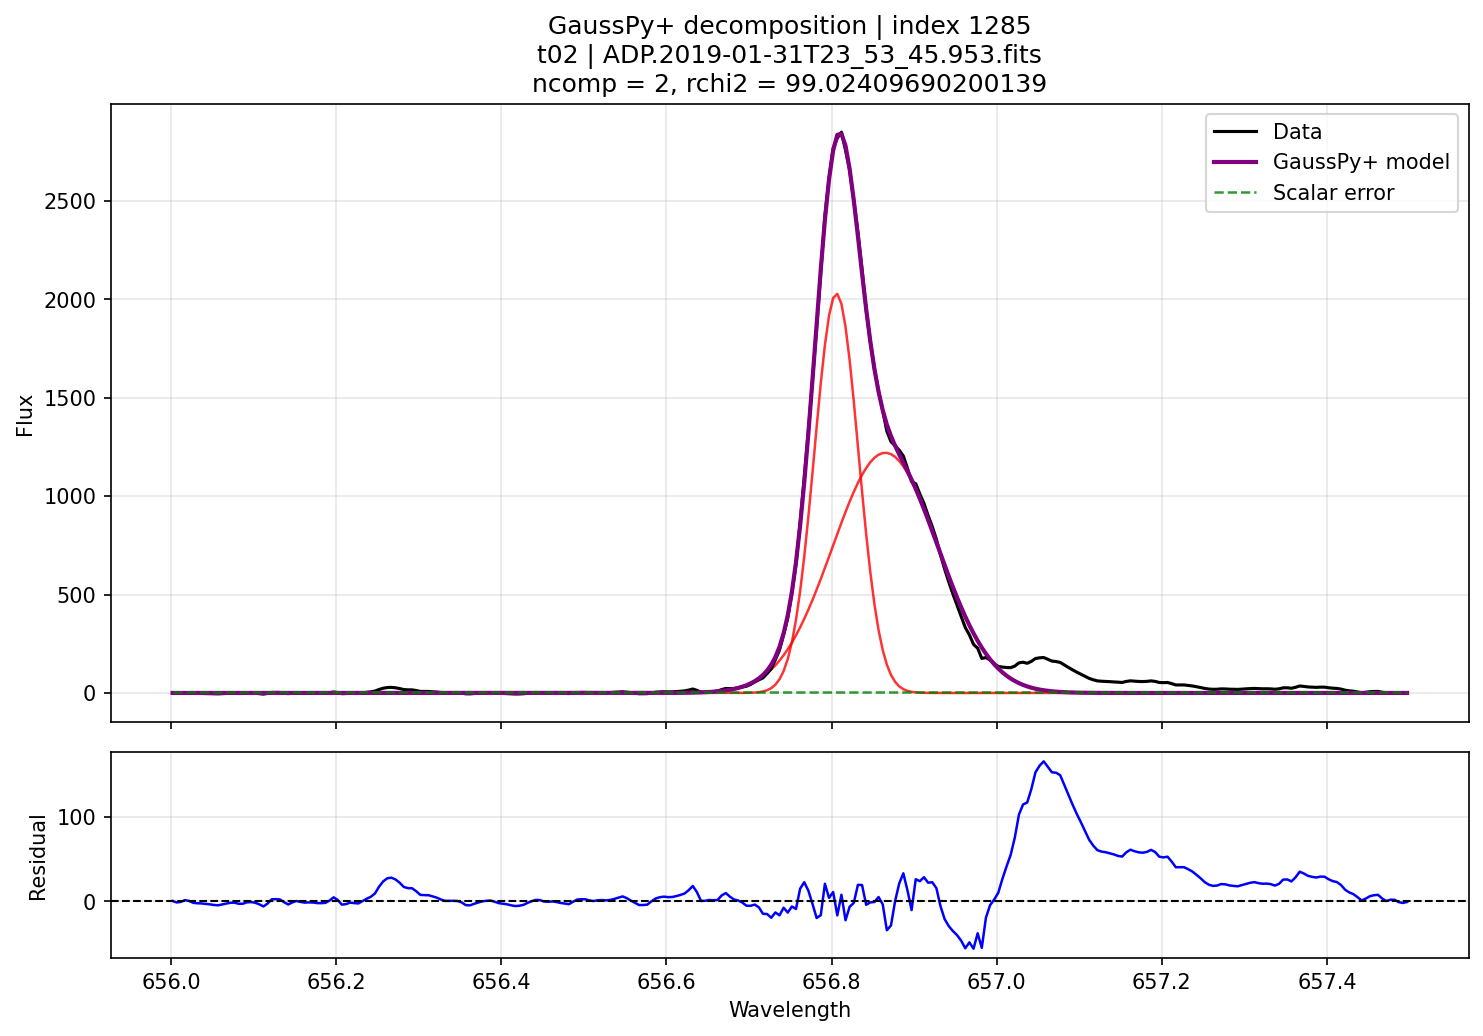 GaussPy+ decomposition | index 1285
t02 | ADP.2019-01-31T23_53_45.953.fits
ncomp = 2, rchi2 = 99.02409690200139
Data
GaussPy+ model
Scalar error
Flux
2500
2000
1500
1000
500
0
Residual
100
0
656.0
656.2
656.4
656.6
656.8
657.0
657.2
657.4
Wavelength